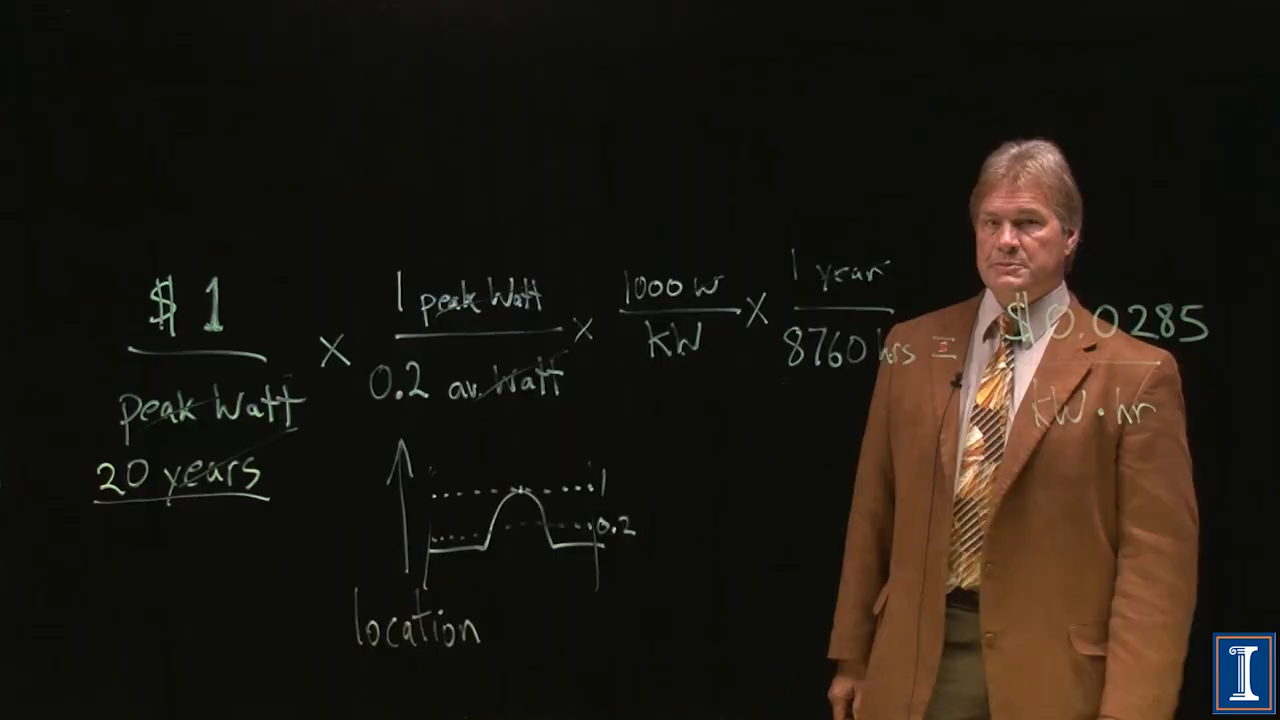 $ 1
peak Watt
20 years
×
1 peak Watt
0.2 av. Watt
×
1000 W
kW
×
1 year
8760 hrs
=
$ 0.0285
kW · hr
1
0.2
location
I